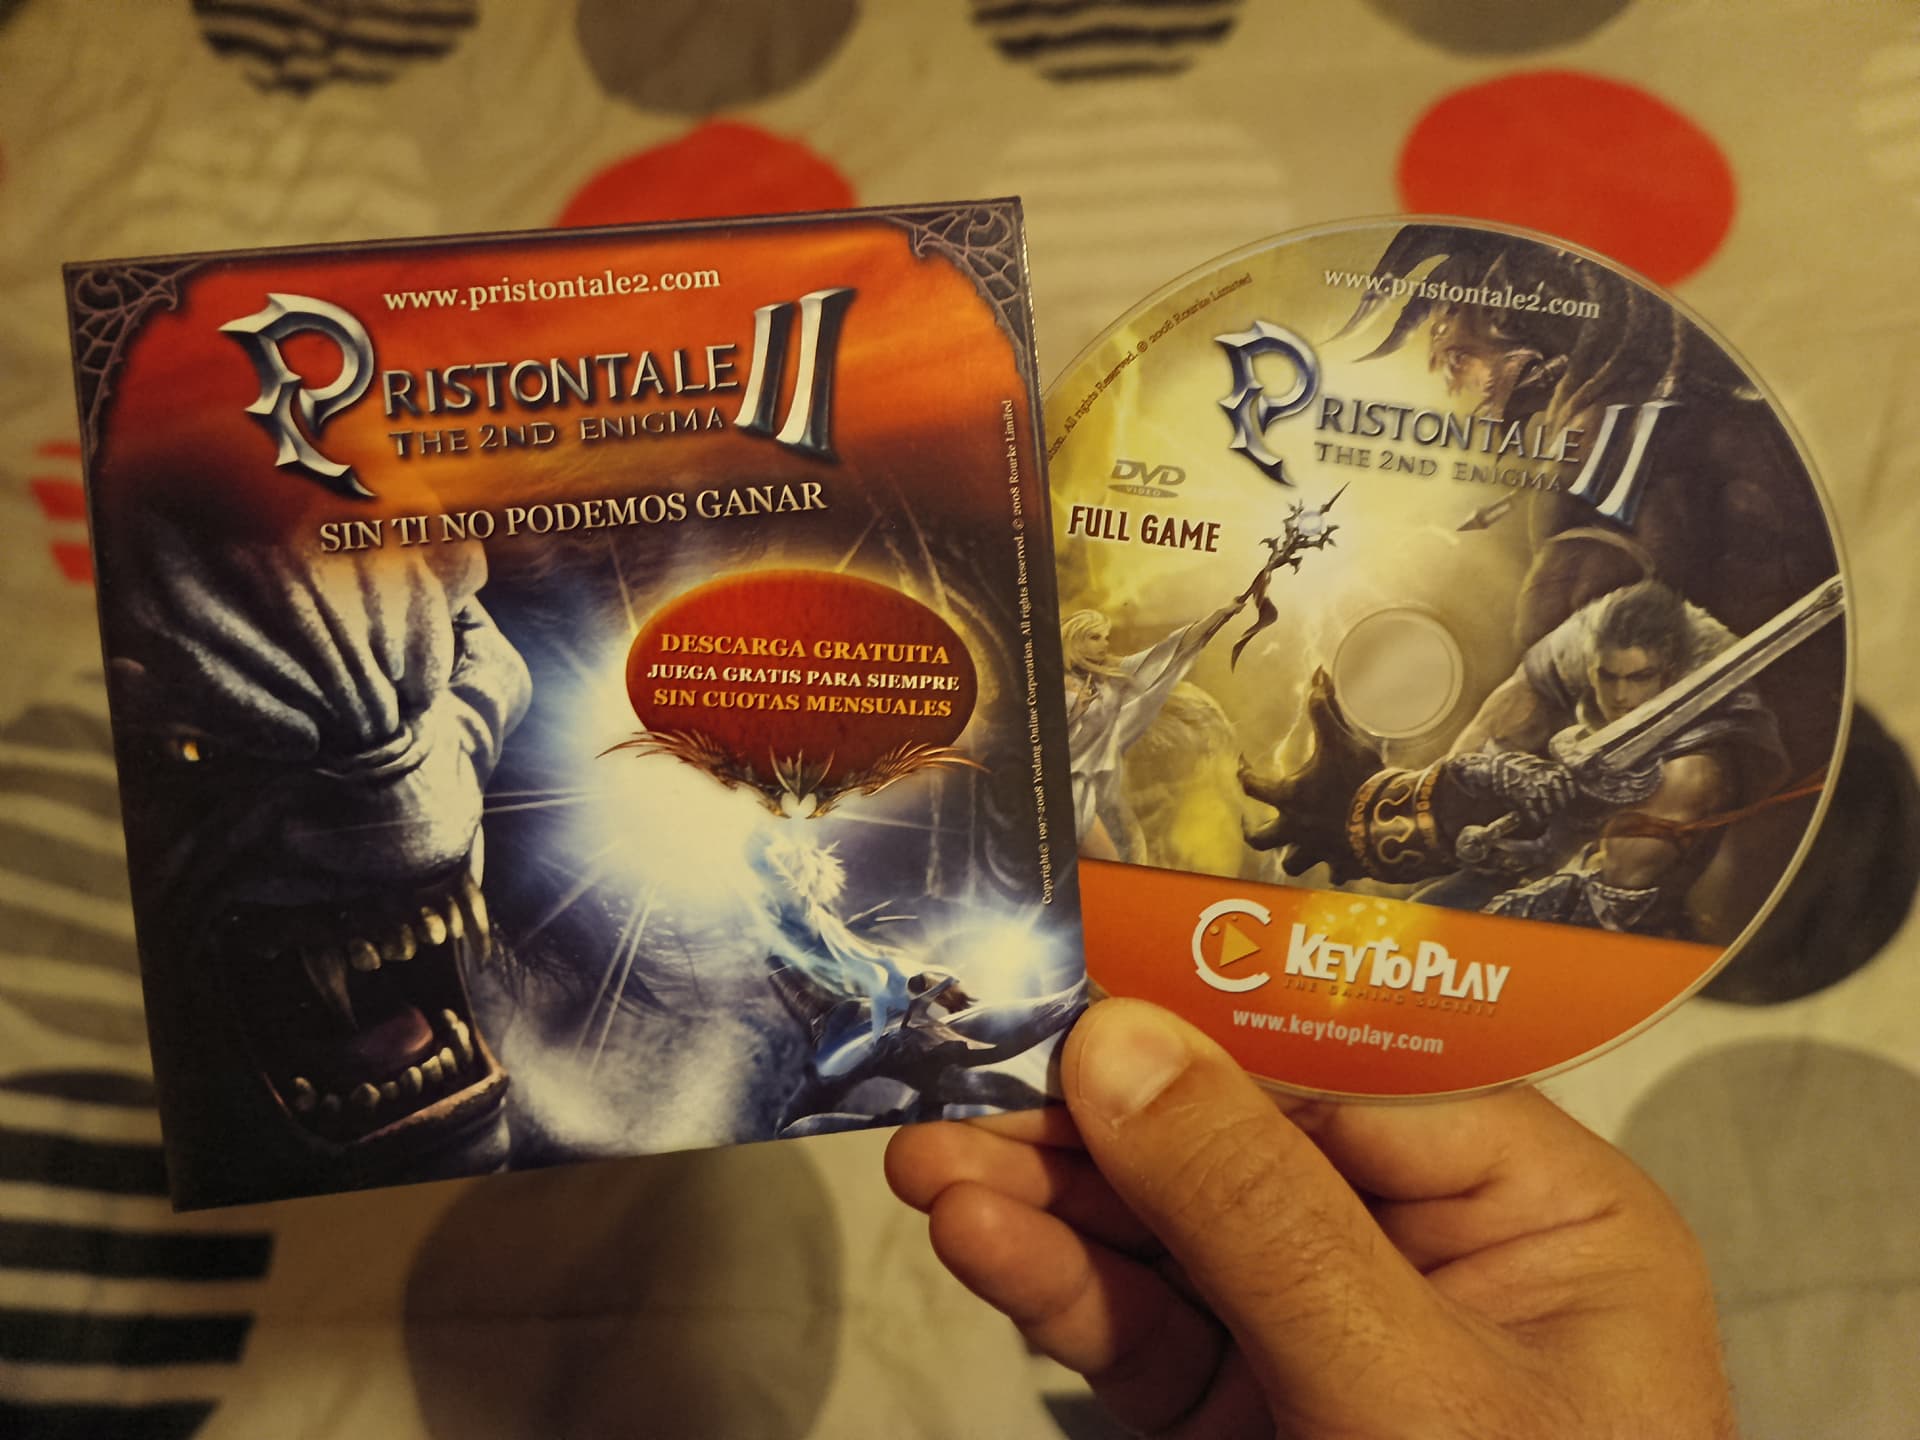 www.pristontale2.com
PRISTONTALE II
THE 2ND ENIGMA
SIN TI NO PODEMOS GANAR
DESCARGA GRATUITA
JUEGA GRATIS PARA SIEMPRE
SIN CUOTAS MENSUALES
Copyright© 1997-2008 Yedang Online Corporation. All rights Reserved. © 2008 Rourke Limited
www.pristontale2.com
PRISTONTALE II
THE 2ND ENIGMA
DVD
VIDEO
FULL GAME
All rights Reserved. © 2008 Rourke Limited
KEYTOPLAY
THE GAMING SOCIETY
www.keytoplay.com